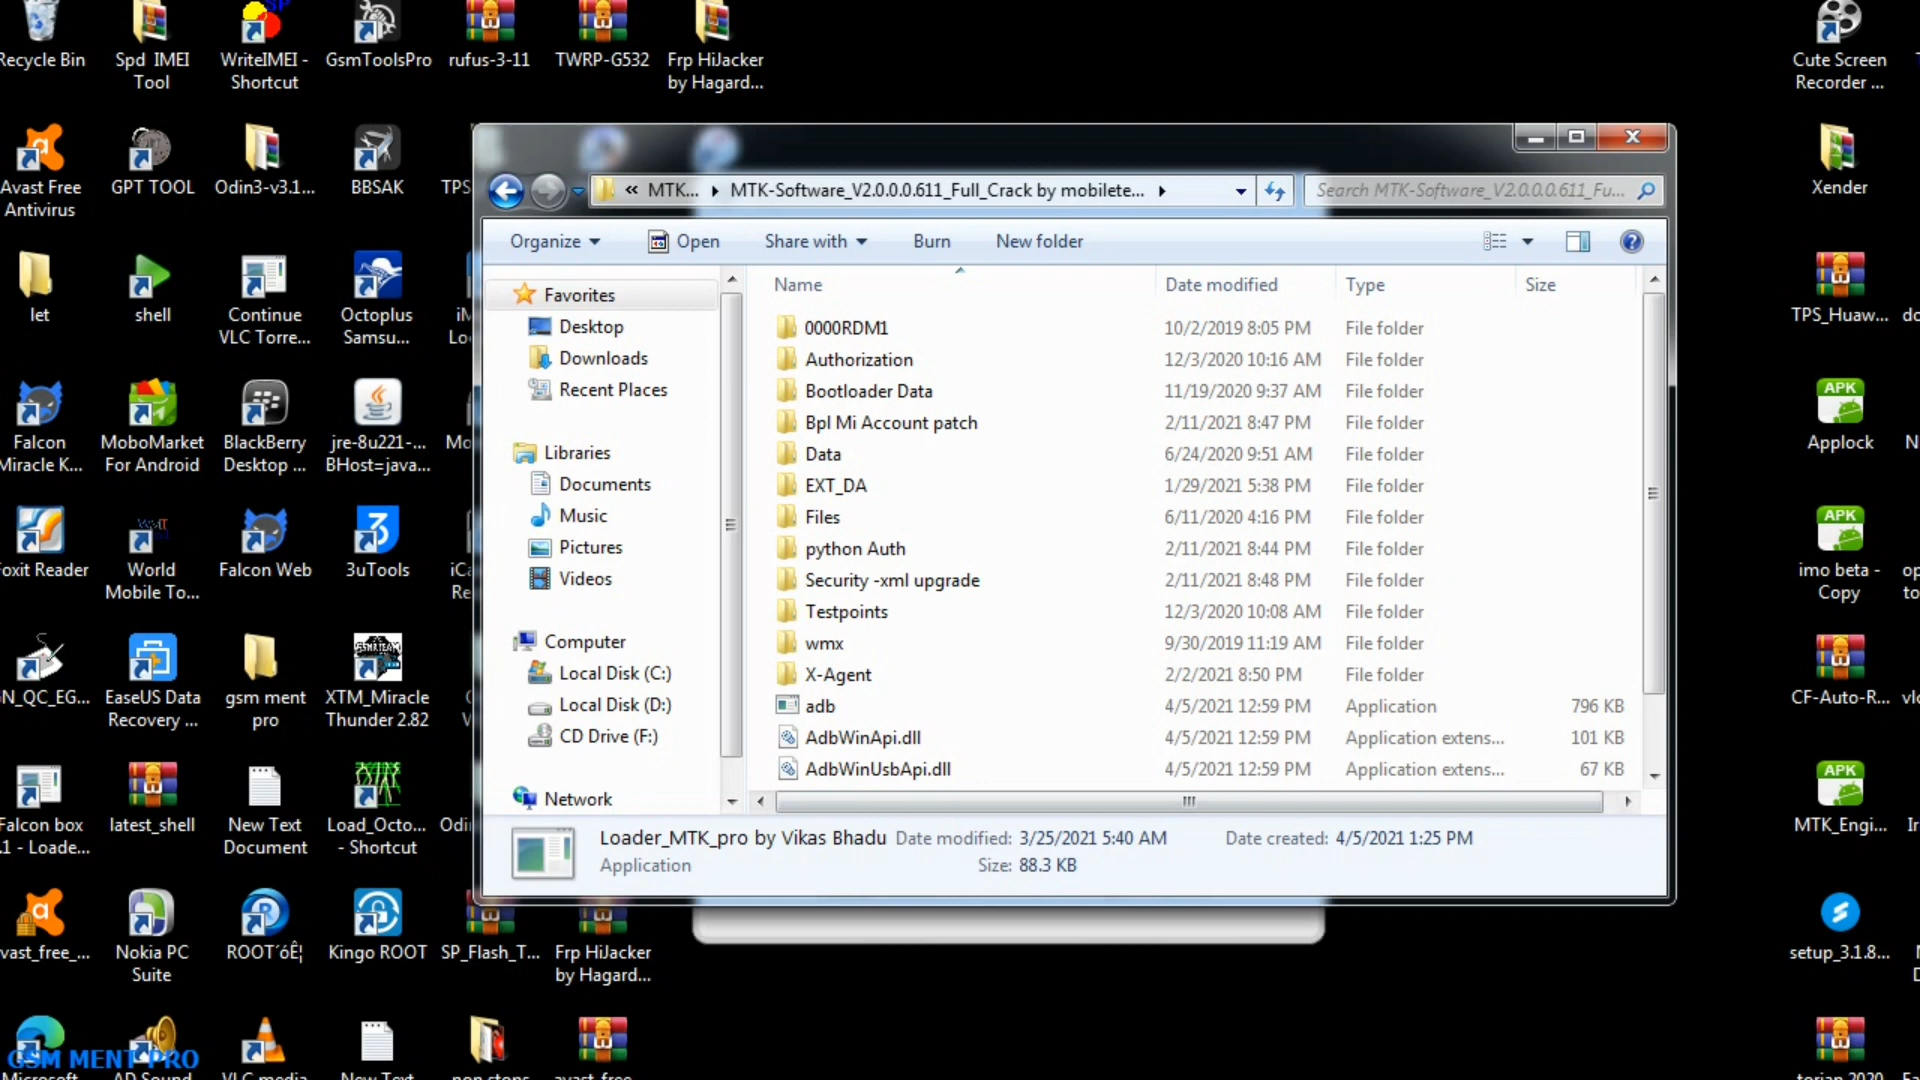 Recycle Bin
Spd IMEI
Tool
WriteIMEI -
Shortcut
GsmToolsPro
rufus-3-11
TWRP-G532
Frp HiJacker
by Hagard...
Cute Screen
Recorder ...
Avast Free
Antivirus
GPT TOOL
Odin3-v3.1...
BBSAK
TPS
Xender
let
shell
Continue
VLC Torre...
Octoplus
Samsu...
TPS_Huaw...
Falcon
Miracle K...
MoboMarket
For Android
BlackBerry
Desktop ...
jre-8u221-...
BHost=java...
Mo
APK
Applock
Foxit Reader
World
Mobile To...
Falcon Web
3uTools
APK
imo beta -
Copy
GN_QC_EG...
EaseUS Data
Recovery ...
gsm ment
pro
XTM_Miracle
Thunder 2.82
CF-Auto-R...
Falcon box
.1 - Loade...
latest_shell
New Text
Document
Load_Octo...
- Shortcut
APK
MTK_Engi...
avast_free_...
Nokia PC
Suite
ROOT´óÊ¦
Kingo ROOT
SP_Flash_T...
Frp HiJacker
by Hagard...
setup_3.1.8...
GSM MENT PRO
« MTK... ▸ MTK-Software_V2.0.0.0.611_Full_Crack by mobilete... ▸
Search MTK-Software_V2.0.0.0.611_Fu...
Organize Open Share with Burn New folder
Favorites
Desktop
Downloads
Recent Places
Libraries
Documents
Music
Pictures
Videos
Computer
Local Disk (C:)
Local Disk (D:)
CD Drive (F:)
Network
Name Date modified Type Size
0000RDM1 10/2/2019 8:05 PM File folder
Authorization 12/3/2020 10:16 AM File folder
Bootloader Data 11/19/2020 9:37 AM File folder
Bpl Mi Account patch 2/11/2021 8:47 PM File folder
Data 6/24/2020 9:51 AM File folder
EXT_DA 1/29/2021 5:38 PM File folder
Files 6/11/2020 4:16 PM File folder
python Auth 2/11/2021 8:44 PM File folder
Security -xml upgrade 2/11/2021 8:48 PM File folder
Testpoints 12/3/2020 10:08 AM File folder
wmx 9/30/2019 11:19 AM File folder
X-Agent 2/2/2021 8:50 PM File folder
adb 4/5/2021 12:59 PM Application 796 KB
AdbWinApi.dll 4/5/2021 12:59 PM Application extens... 101 KB
AdbWinUsbApi.dll 4/5/2021 12:59 PM Application extens... 67 KB
Loader_MTK_pro by Vikas Bhadu Date modified: 3/25/2021 5:40 AM Date created: 4/5/2021 1:25 PM
Application Size: 88.3 KB